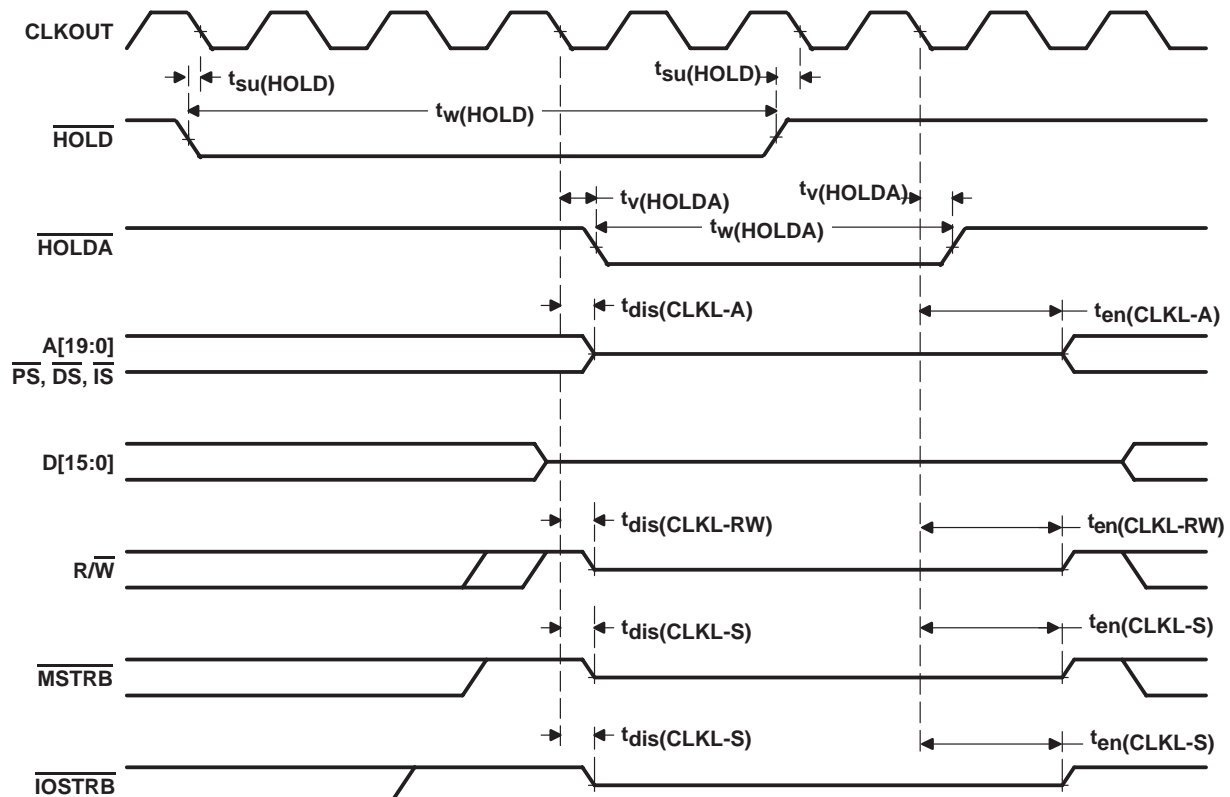 CLKOUT
tsu(HOLD)
tsu(HOLD)
tw(HOLD)
HOLD
tv(HOLDA)
tv(HOLDA)
tw(HOLDA)
HOLDA
tdis(CLKL-A)
ten(CLKL-A)
A[19:0]
PS, DS, IS
D[15:0]
tdis(CLKL-RW)
ten(CLKL-RW)
R/W
tdis(CLKL-S)
ten(CLKL-S)
MSTRB
tdis(CLKL-S)
ten(CLKL-S)
IOSTRB